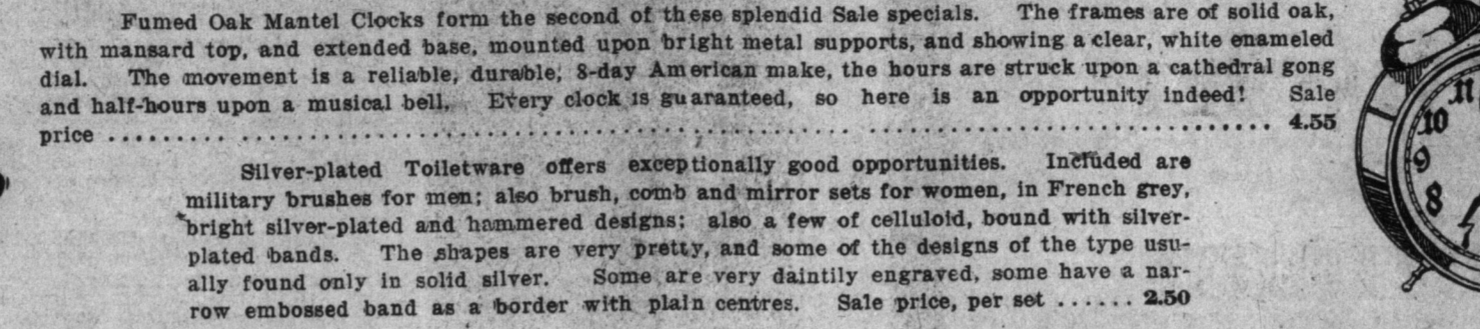 Fumed Oak Mantel Clocks form the second of these splendid Sale specials. The frames are of solid oak,
with mansard top, and extended base, mounted upon bright metal supports, and showing a clear, white enameled
dial. The movement is a reliable, durable, 8-day American make, the hours are struck upon a cathedral gong
and half-hours upon a musical bell. Every clock is guaranteed, so here is an opportunity indeed! Sale
price ........................................................................ 4.55
Silver-plated Toiletware offers exceptionally good opportunities. Included are
military brushes for men; also brush, comb and mirror sets for women, in French grey,
bright silver-plated and hammered designs; also a few of celluloid, bound with silver-
plated bands. The shapes are very pretty, and some of the designs of the type usu-
ally found only in solid silver. Some are very daintily engraved, some have a nar-
row embossed band as a border with plain centres. Sale price, per set ...... 2.50
11
10
9
8
7